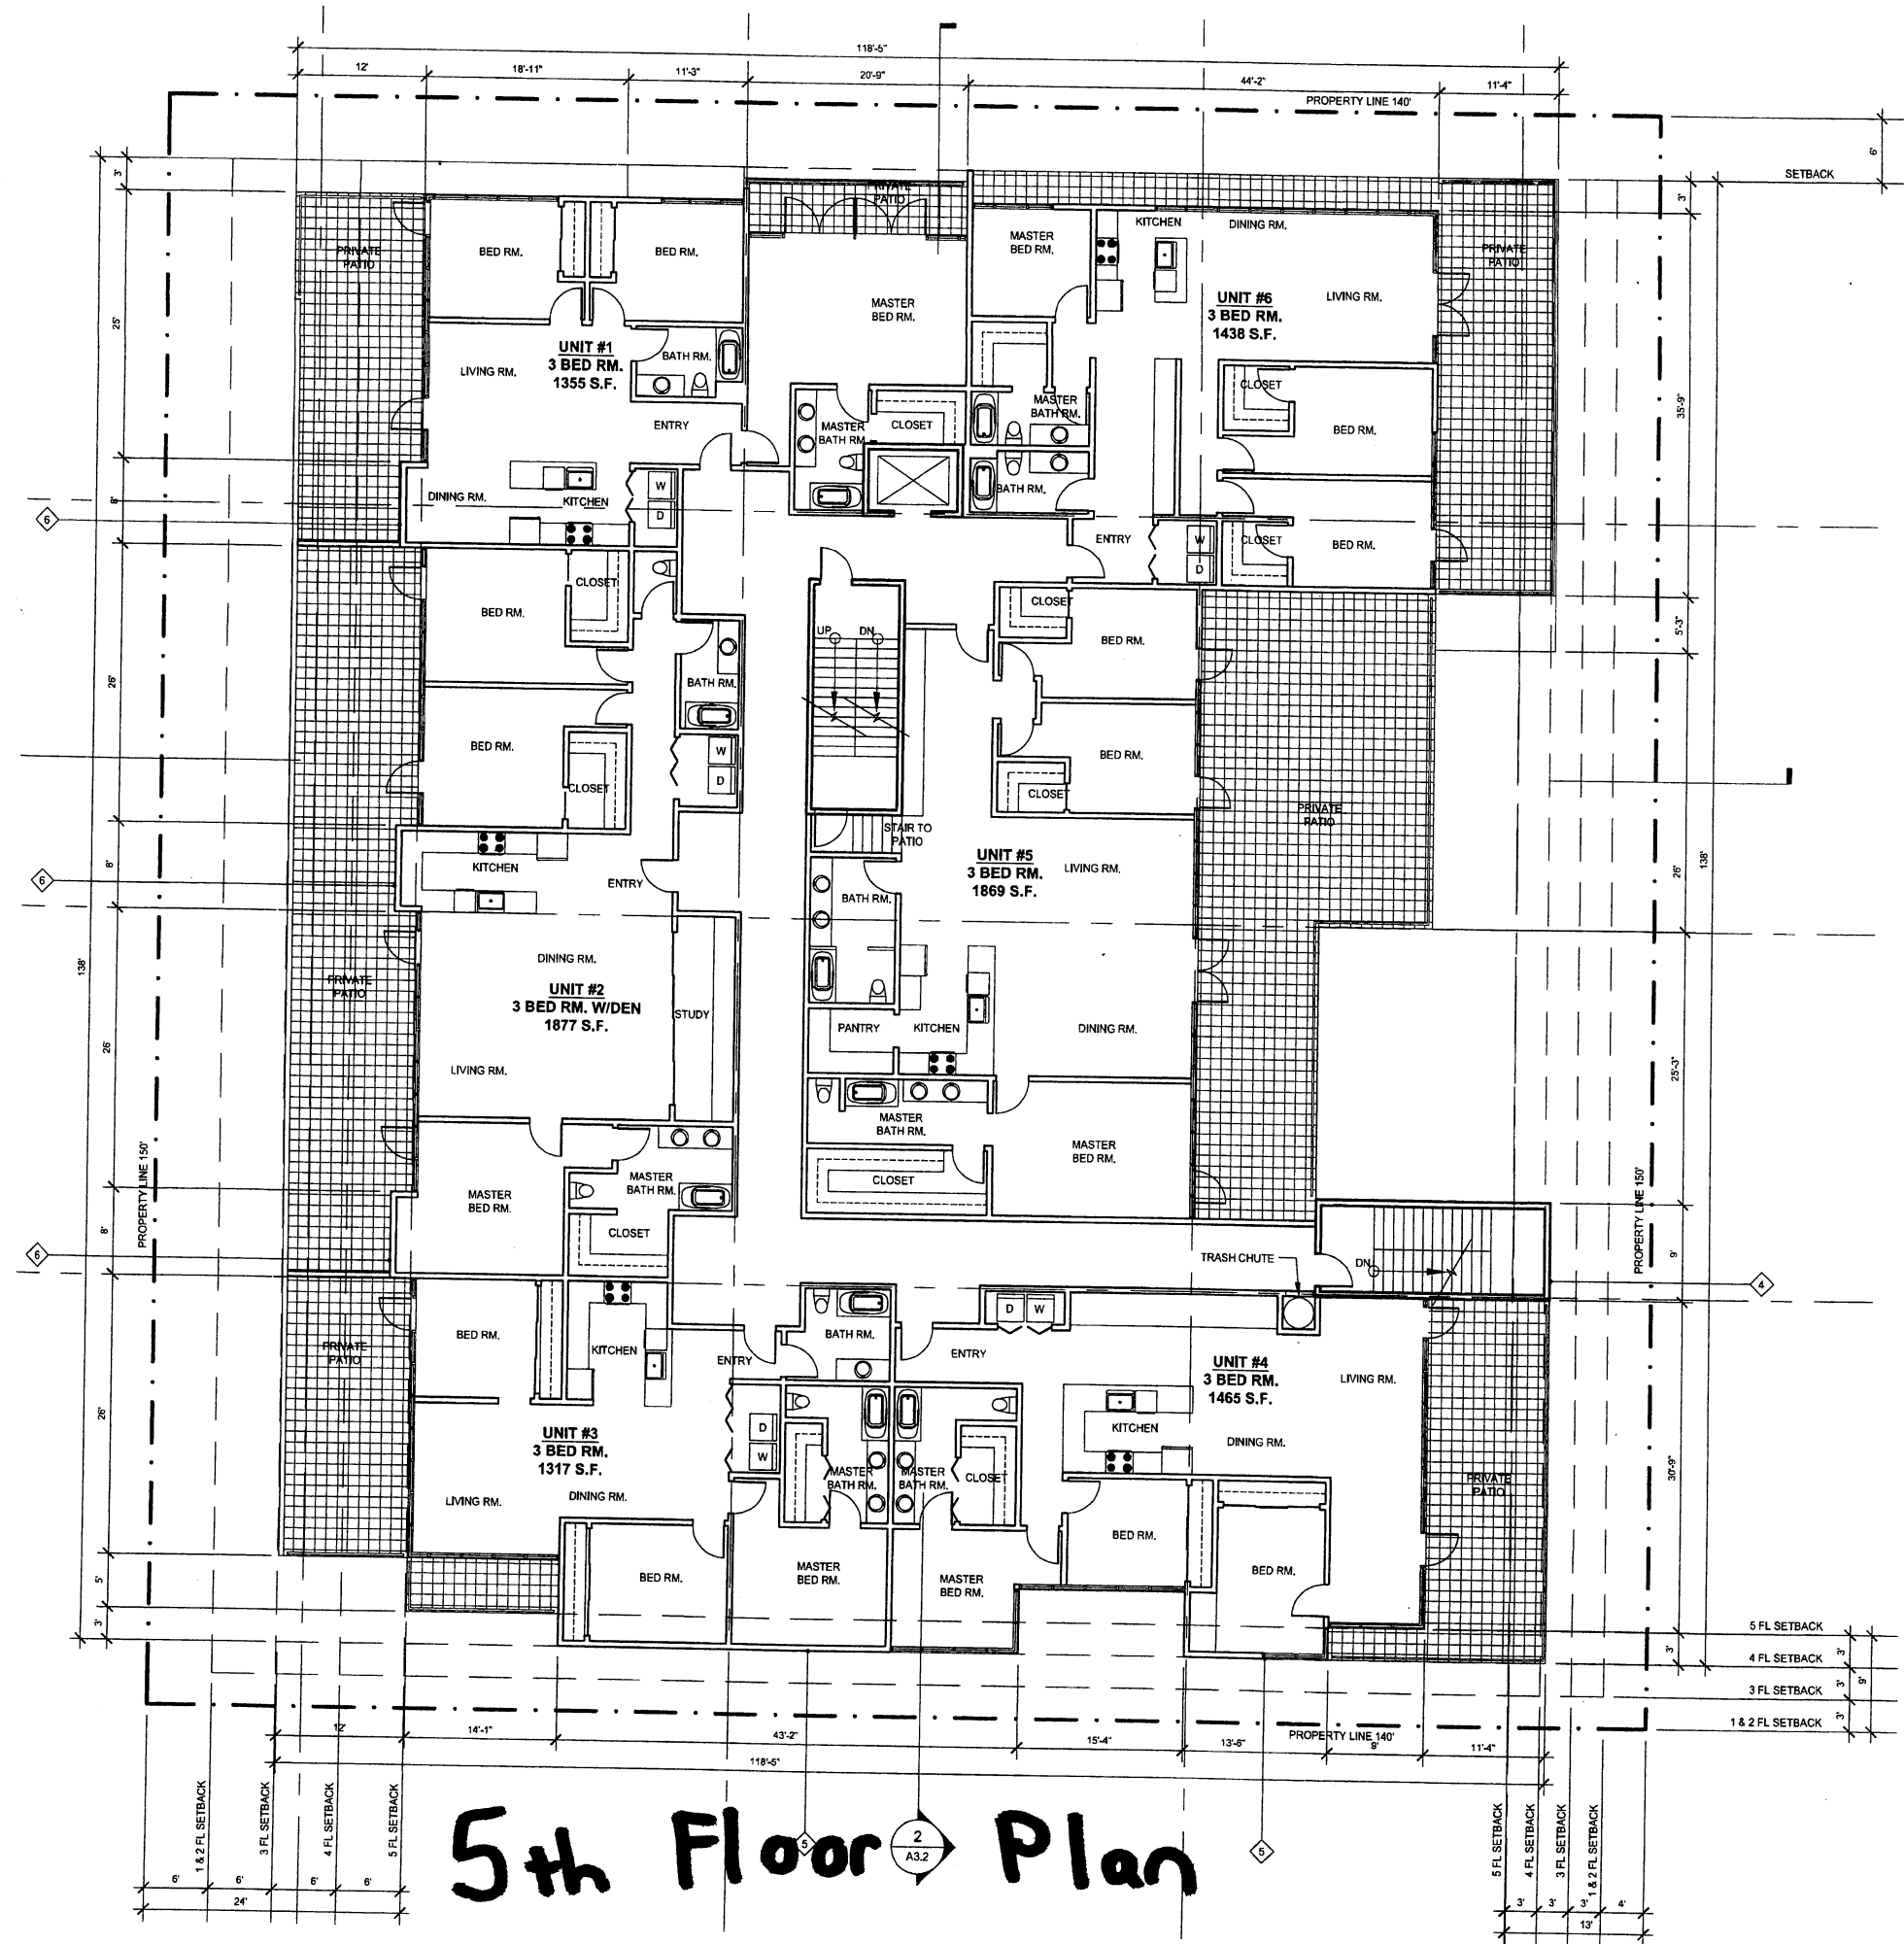 118'-5"
12'
18'-11"
11'-3"
20'-9"
44'-2"
11'-4"
PROPERTY LINE 140'
6'
SETBACK
3'
3'
PRIVATE
PATIO
PRIVATE
PATIO
BED RM.
BED RM.
MASTER
BED RM.
MASTER
BED RM.
KITCHEN
DINING RM.
PRIVATE
PATIO
UNIT #6
3 BED RM.
1438 S.F.
LIVING RM.
25'
UNIT #1
3 BED RM.
1355 S.F.
LIVING RM.
BATH RM.
ENTRY
MASTER
BATH RM.
CLOSET
MASTER
BATH RM.
CLOSET
BED RM.
35'-9"
DINING RM.
KITCHEN
W
D
BATH RM.
8'
6
ENTRY
W
D
CLOSET
BED RM.
BED RM.
CLOSET
CLOSET
BED RM.
5'-3"
UP
DN
26'
BATH RM.
BED RM.
CLOSET
W
D
BED RM.
CLOSET
PRIVATE
PATIO
STAIR TO
PATIO
8'
6
KITCHEN
ENTRY
UNIT #5
3 BED RM.
1869 S.F.
LIVING RM.
BATH RM.
26'
138'
138'
PRIVATE
PATIO
DINING RM.
UNIT #2
3 BED RM. W/DEN
1877 S.F.
STUDY
LIVING RM.
PANTRY
KITCHEN
DINING RM.
26'
25'-3"
MASTER
BATH RM.
MASTER
BED RM.
CLOSET
PROPERTY LINE 150'
PROPERTY LINE 150'
MASTER
BED RM.
MASTER
BATH RM.
CLOSET
8'
6
TRASH CHUTE
DN
9'
4
PRIVATE
PATIO
BED RM.
KITCHEN
ENTRY
BATH RM.
D
W
ENTRY
UNIT #4
3 BED RM.
1465 S.F.
LIVING RM.
26'
UNIT #3
3 BED RM.
1317 S.F.
D
W
KITCHEN
DINING RM.
LIVING RM.
DINING RM.
MASTER
BATH RM.
MASTER
BATH RM.
CLOSET
PRIVATE
PATIO
30'-9"
BED RM.
MASTER
BED RM.
MASTER
BED RM.
BED RM.
BED RM.
5'
3'
3'
5 FL SETBACK
4 FL SETBACK
3 FL SETBACK
1 & 2 FL SETBACK
3'
3'
3'
9'
12'
14'-1"
43'-2"
15'-4"
PROPERTY LINE 140'
9'
11'-4"
118'-5"
1 & 2 FL SETBACK
3 FL SETBACK
4 FL SETBACK
5 FL SETBACK
5th Floor Plan
5
2
A3.2
5
5 FL SETBACK
4 FL SETBACK
3 FL SETBACK
1 & 2 FL SETBACK
6'
6'
6'
6'
24'
3'
3'
3'
4'
13'